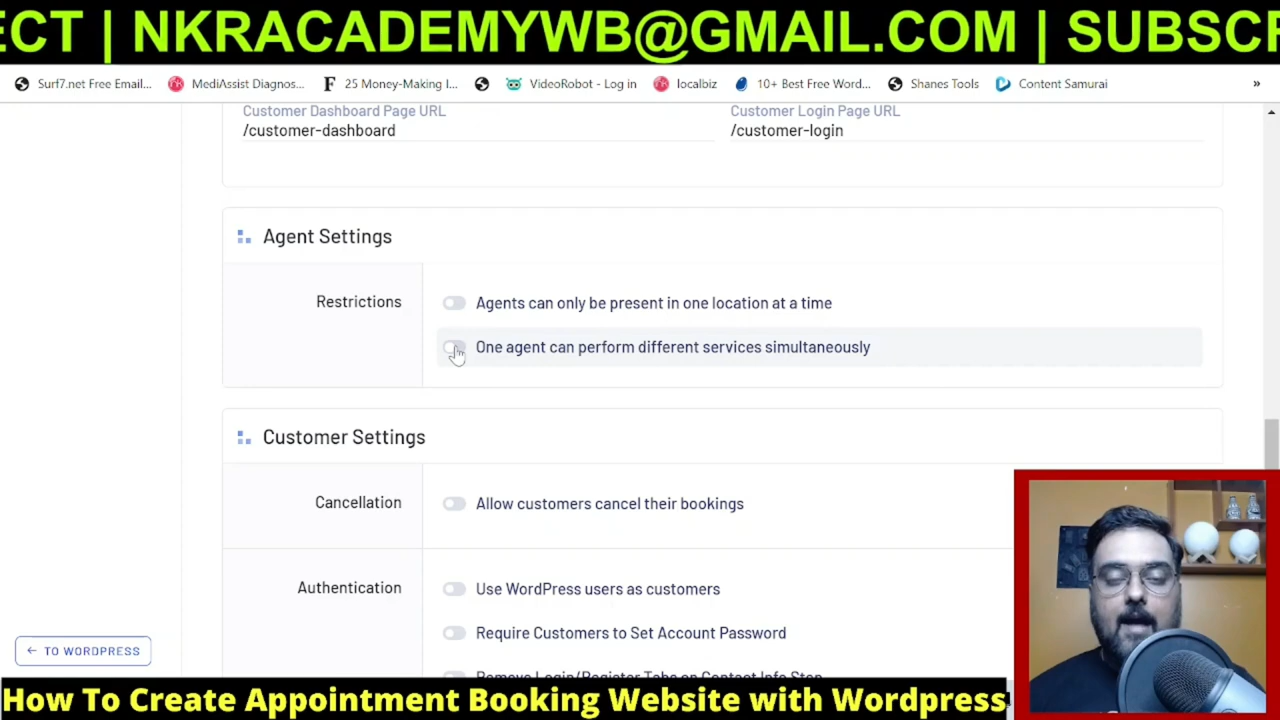 ECT | NKRACADEMYWB@GMAIL.COM | SUBSCR
Surf7.net Free Email... MediAssist Diagnos... 25 Money-Making I... VideoRobot - Log in localbiz 10+ Best Free Word... Shanes Tools Content Samurai »
Customer Dashboard Page URL Customer Login Page URL
/customer-dashboard /customer-login
Agent Settings
Restrictions Agents can only be present in one location at a time
One agent can perform different services simultaneously
Customer Settings
Cancellation Allow customers cancel their bookings
Authentication Use WordPress users as customers
Require Customers to Set Account Password
Remove Login/Register Tabs on Contact Info Step
← TO WORDPRESS
How To Create Appointment Booking Website with Wordpress